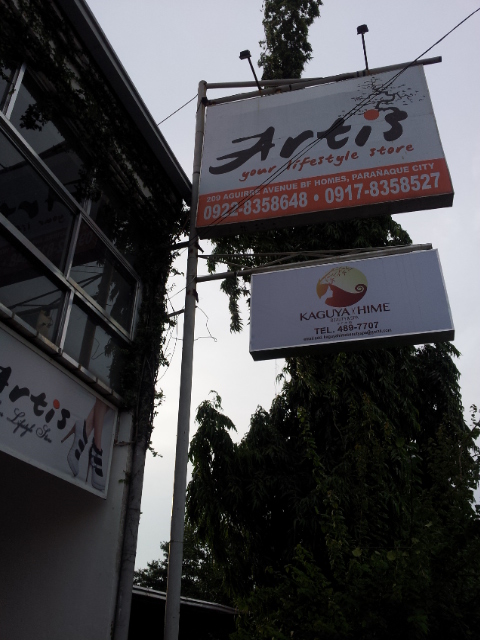 Artis
your lifestyle store
209 AGUIRRE AVENUE BF HOMES, PARAÑAQUE CITY
0922-8358648 • 0917-8358527
KAGUYA HIME
TEL. 469-7707
Artis